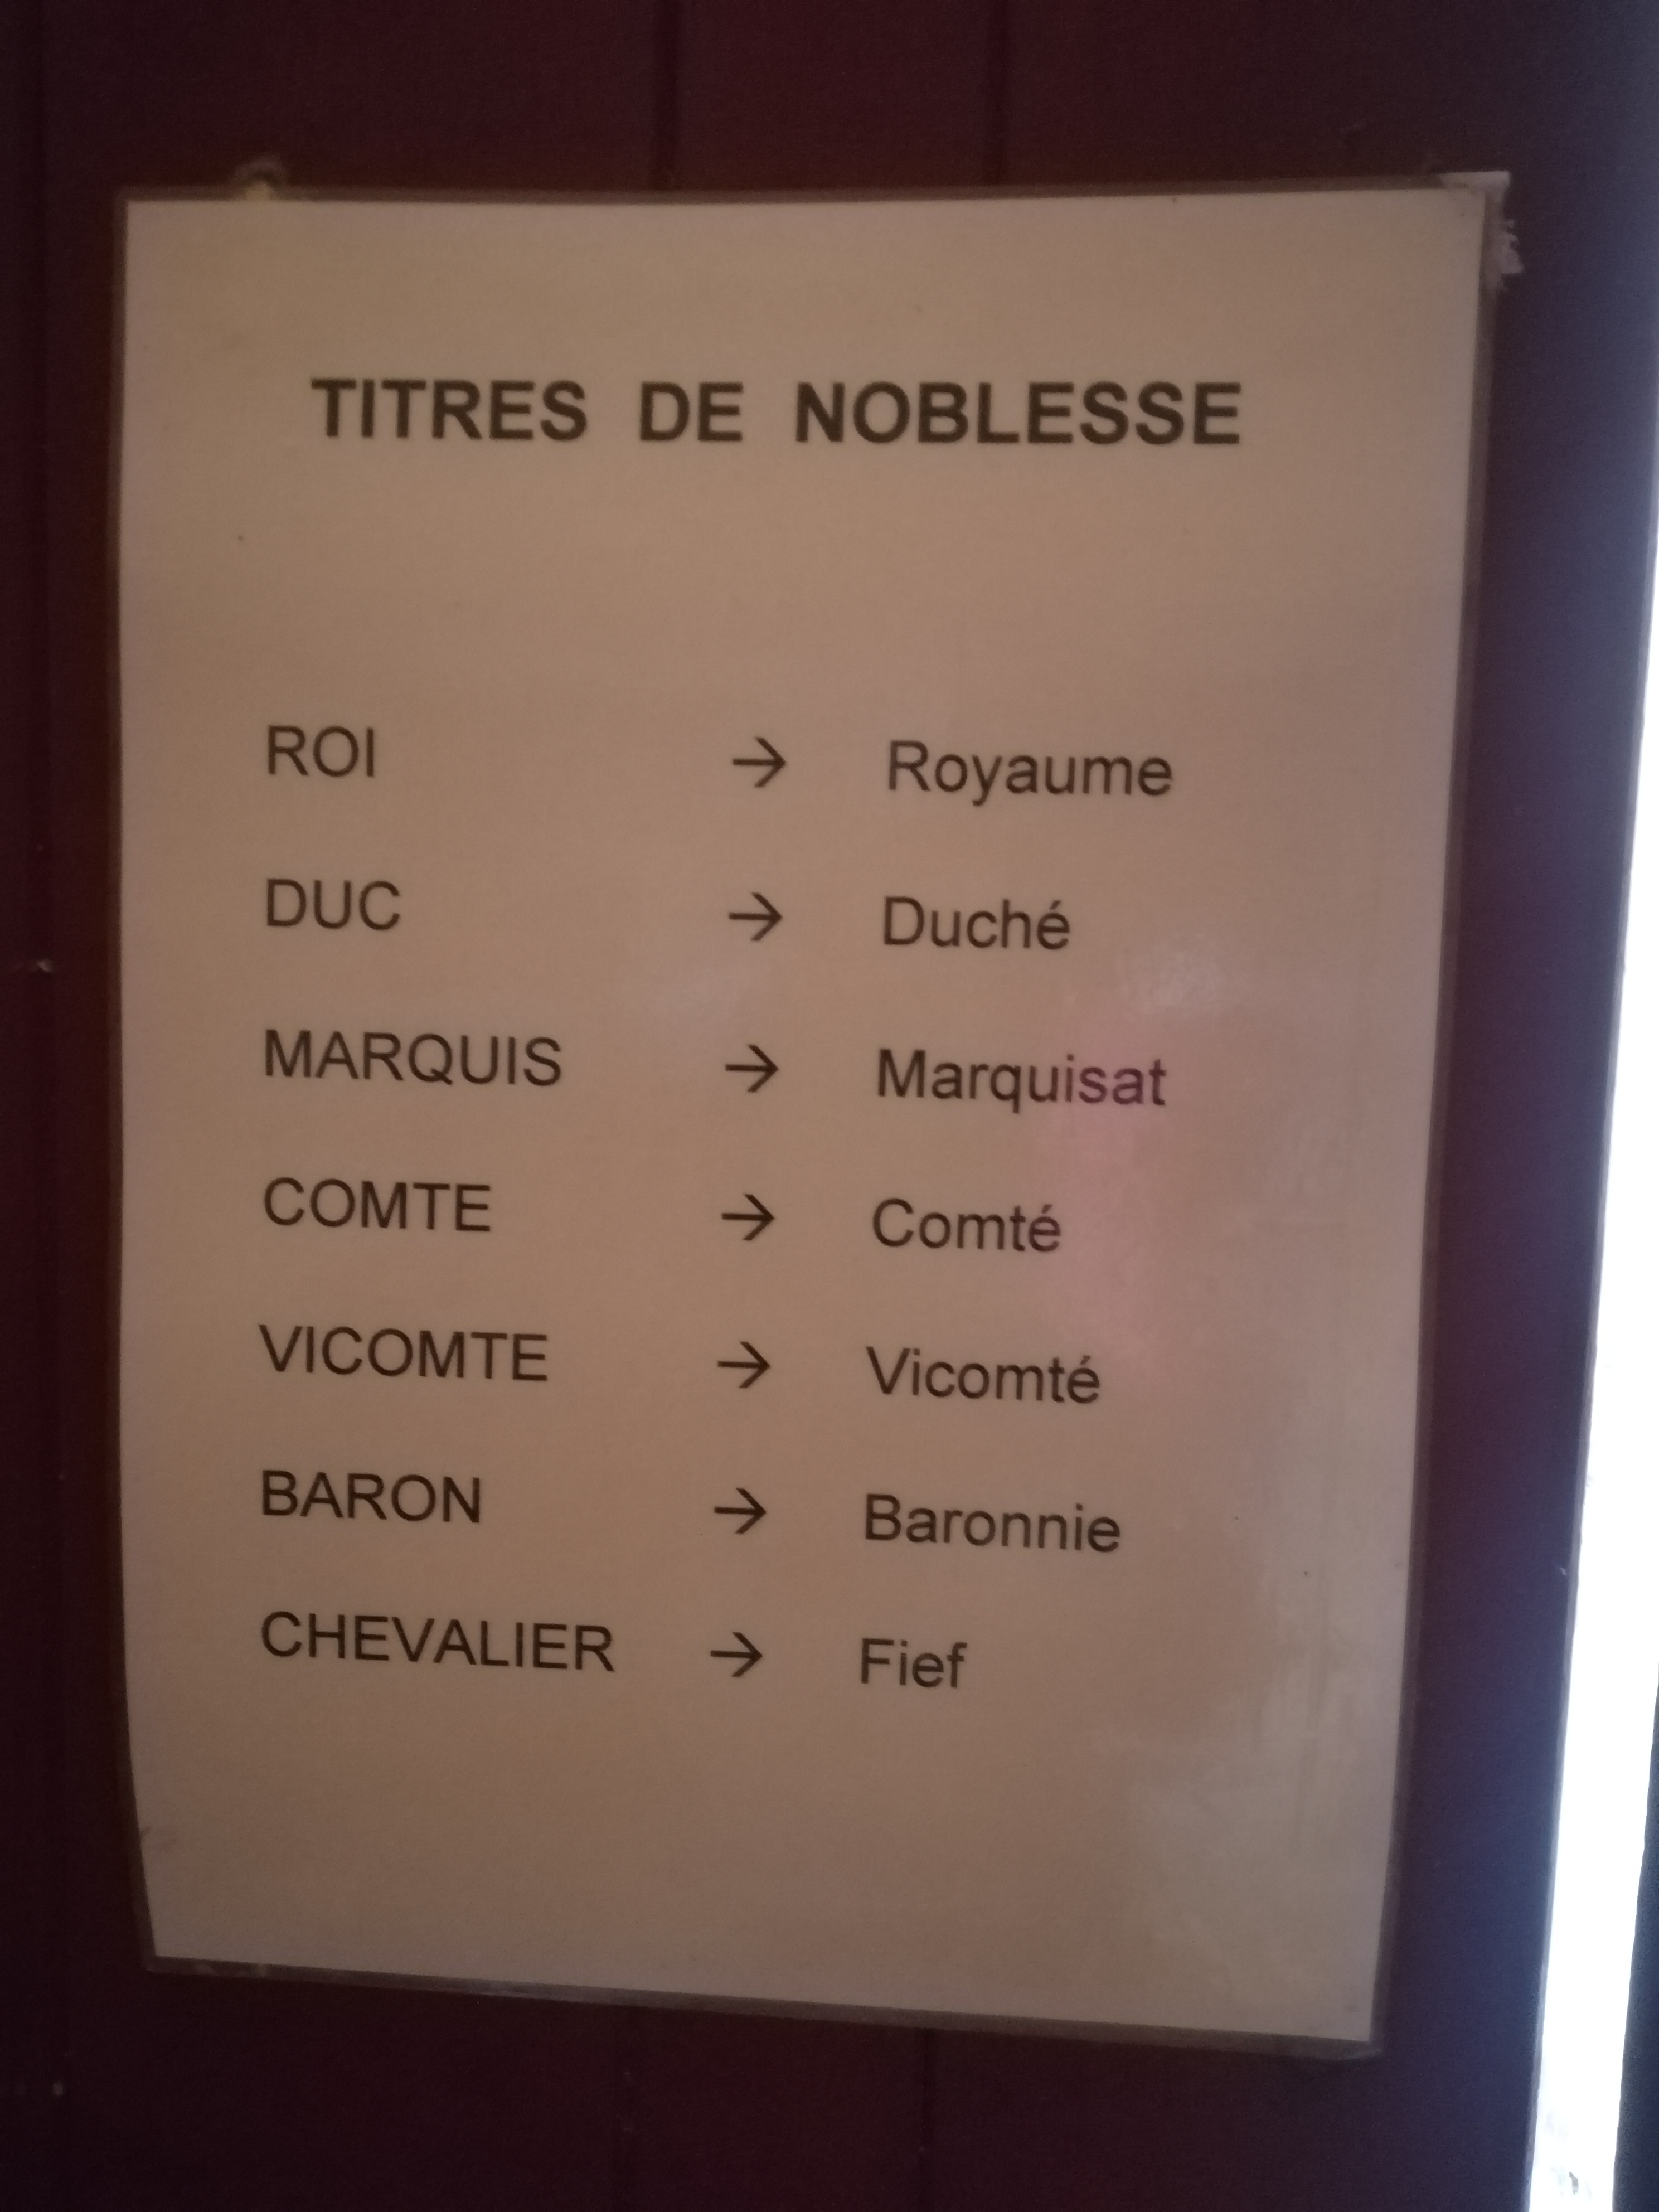 TITRES DE NOBLESSE
ROI → Royaume
DUC → Duché
MARQUIS → Marquisat
COMTE → Comté
VICOMTE → Vicomté
BARON → Baronnie
CHEVALIER → Fief